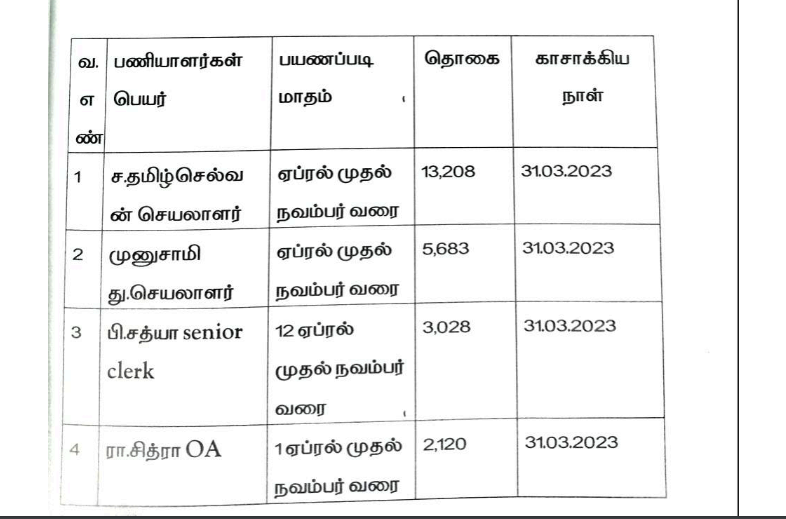 வ. பணியாளர்கள் பயணப்படி தொகை காசாக்கிய
எ பெயர் மாதம் நாள்
ண்
1 ச.தமிழ்செல்வ ஏப்ரல் முதல் 13,208 31.03.2023
ன் செயலாளர் நவம்பர் வரை
2 முனுசாமி ஏப்ரல் முதல் 5,683 31.03.2023
து.செயலாளர் நவம்பர் வரை
3 பி.சத்யா senior 12 ஏப்ரல் 3,028 31.03.2023
clerk முதல் நவம்பர்
வரை
4 ரா.சித்ரா OA 1 ஏப்ரல் முதல் 2,120 31.03.2023
நவம்பர் வரை